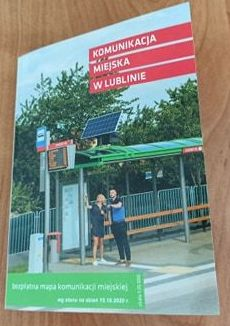 KOMUNIKACJA
MIEJSKA
W LUBLINIE
bezpłatna mapa komunikacji miejskiej
wg stanu na dzień 15.10.2020 r.